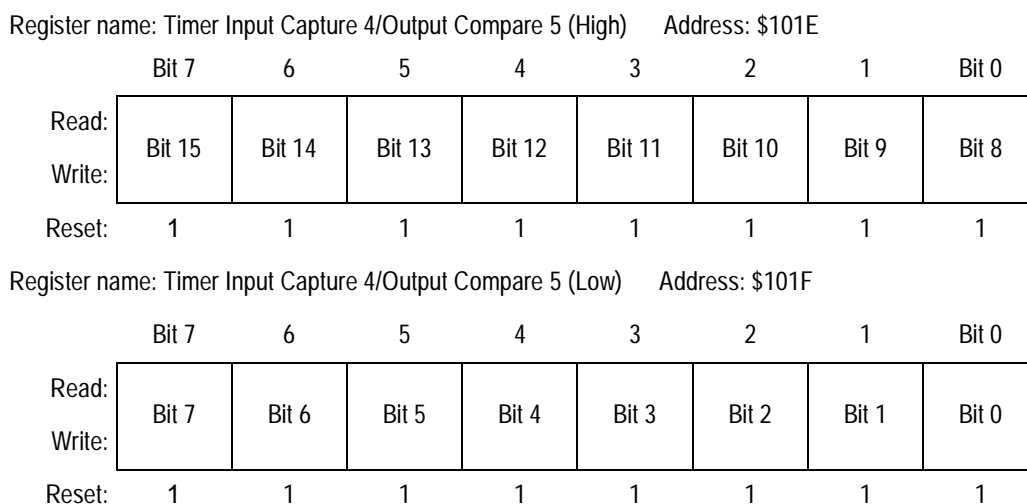 Register name: Timer Input Capture 4/Output Compare 5 (High) Address: $101E
Bit 7 6 5 4 3 2 1 Bit 0
Read:
Bit 15 Bit 14 Bit 13 Bit 12 Bit 11 Bit 10 Bit 9 Bit 8
Write:
Reset: 1 1 1 1 1 1 1 1
Register name: Timer Input Capture 4/Output Compare 5 (Low) Address: $101F
Bit 7 6 5 4 3 2 1 Bit 0
Read:
Bit 7 Bit 6 Bit 5 Bit 4 Bit 3 Bit 2 Bit 1 Bit 0
Write:
Reset: 1 1 1 1 1 1 1 1